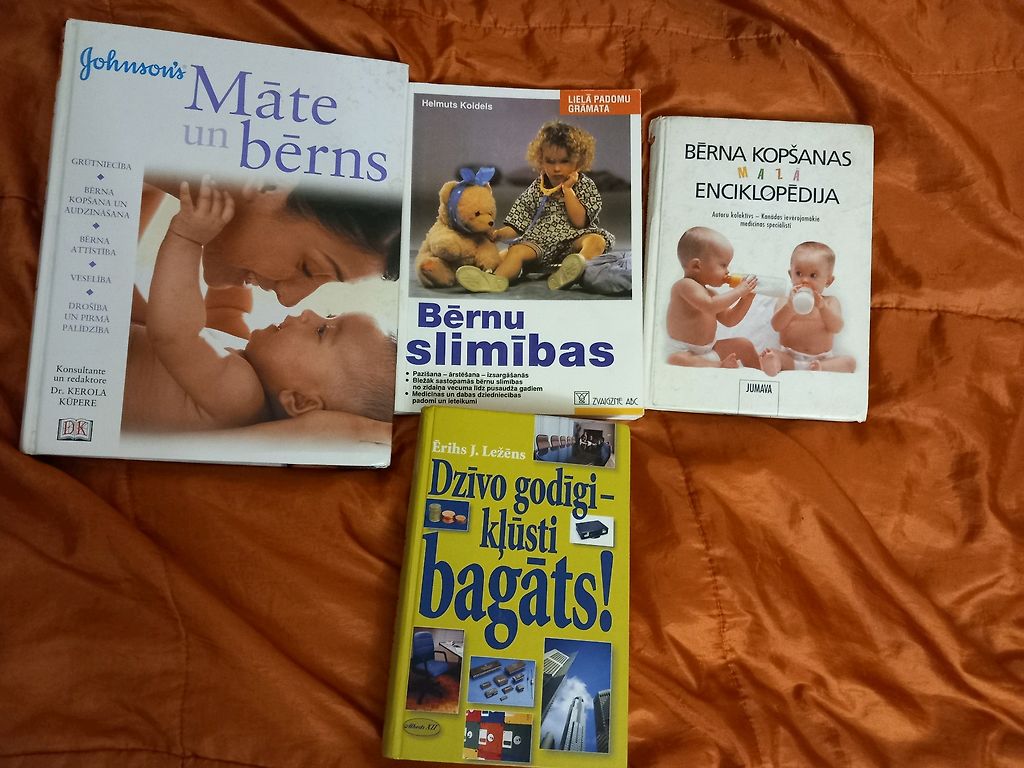 Johnson's
Māte
un
bērns
GRŪTNIECĪBA
BĒRNA
KOPŠANA UN
AUDZINĀŠANA
BĒRNA
ATTĪSTĪBA
VESELĪBA
DROŠĪBA
UN PIRMĀ
PALĪDZĪBA
Konsultante
un redaktore
Dr. KEROLA
KŪPERE
DK
Helmuts Koldels
LIELĀ PADOMU
GRĀMATA
Bērnu
slimības
• Pazīšana – ārstēšana – izsargāšanās
• Biežāk sastopamās bērnu slimības
no zīdaiņa vecuma līdz pusaudža gadiem
• Medicīnas un dabas dziedniecības
padomi un ieteikumi
ZVAIGZNE ABC
BĒRNA KOPŠANAS
MAZĀ
ENCIKLOPĒDIJA
Autoru kolektīvs – Kanādas ievērojamākie
medicīnas speciālisti
JUMAVA
Ērihs J. Ležēns
Dzīvo godīgi –
kļūsti
bagāts!
Alberts XII